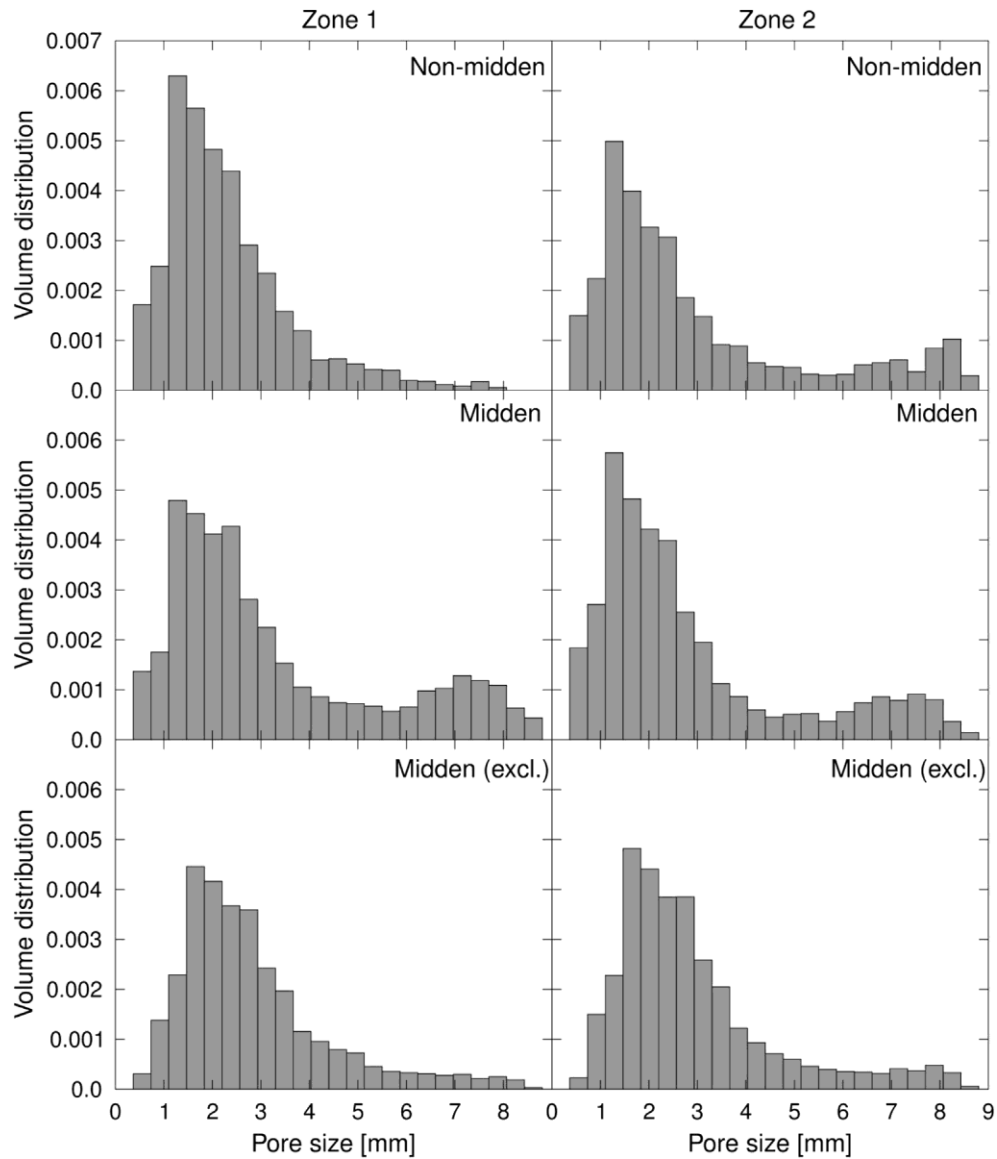 Zone 1 Zone 2
0.007
Non-midden Non-midden
0.006
0.005
0.004
0.003
0.002
0.001
0.0
Volume distribution
Midden Midden
0.006
0.005
0.004
0.003
0.002
0.001
0.0
Volume distribution
Midden (excl.) Midden (excl.)
0.006
0.005
0.004
0.003
0.002
0.001
0.0
Volume distribution
0 1 2 3 4 5 6 7 8 0 1 2 3 4 5 6 7 8 9
Pore size [mm] Pore size [mm]